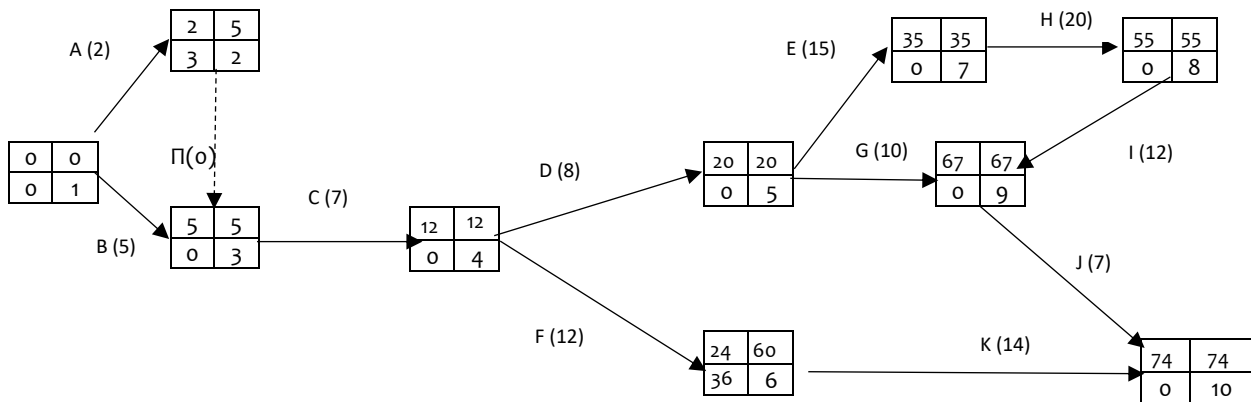 A (2)
2 5
3 2
0 0
0 1
Π(0)
B (5)
5 5
0 3
C (7)
12 12
0 4
D (8)
20 20
0 5
E (15)
35 35
0 7
H (20)
55 55
0 8
G (10)
67 67
0 9
I (12)
J (7)
F (12)
24 60
36 6
K (14)
74 74
0 10